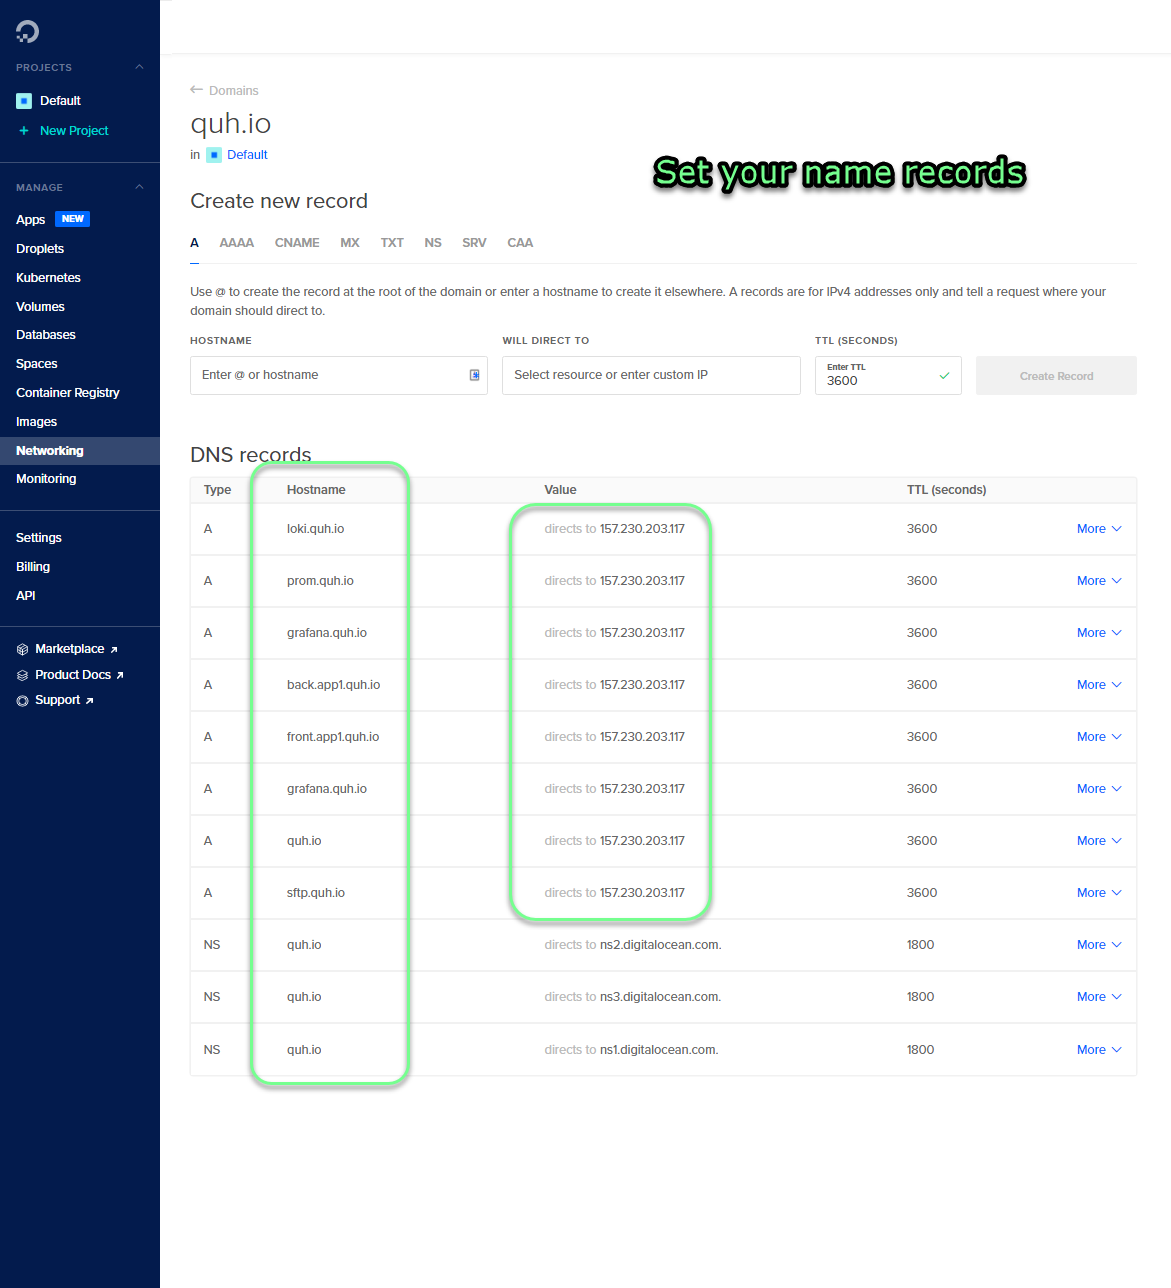 PROJECTS
Default
+ New Project
MANAGE
Apps NEW
Droplets
Kubernetes
Volumes
Databases
Spaces
Container Registry
Images
Networking
Monitoring
Settings
Billing
API
Marketplace
Product Docs
Support
← Domains
quh.io
in Default
Set your name records
Create new record
A AAAA CNAME MX TXT NS SRV CAA
Use @ to create the record at the root of the domain or enter a hostname to create it elsewhere. A records are for IPv4 addresses only and tell a request where your
domain should direct to.
HOSTNAME WILL DIRECT TO TTL (SECONDS)
Enter @ or hostname Select resource or enter custom IP Enter TTL 3600 Create Record
DNS records
Type Hostname Value TTL (seconds)
A loki.quh.io directs to 157.230.203.117 3600 More
A prom.quh.io directs to 157.230.203.117 3600 More
A grafana.quh.io directs to 157.230.203.117 3600 More
A back.app1.quh.io directs to 157.230.203.117 3600 More
A front.app1.quh.io directs to 157.230.203.117 3600 More
A grafana.quh.io directs to 157.230.203.117 3600 More
A quh.io directs to 157.230.203.117 3600 More
A sftp.quh.io directs to 157.230.203.117 3600 More
NS quh.io directs to ns2.digitalocean.com. 1800 More
NS quh.io directs to ns3.digitalocean.com. 1800 More
NS quh.io directs to ns1.digitalocean.com. 1800 More